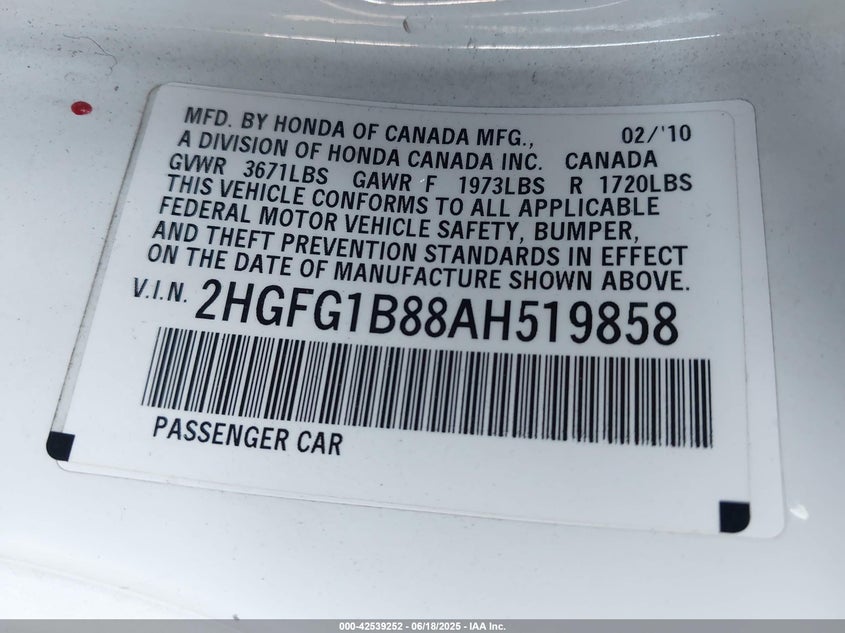 MFD. BY HONDA OF CANADA MFG., 02/'10
A DIVISION OF HONDA CANADA INC. CANADA
GVWR 3671LBS GAWR F 1973LBS R 1720LBS
THIS VEHICLE CONFORMS TO ALL APPLICABLE
FEDERAL MOTOR VEHICLE SAFETY, BUMPER,
AND THEFT PREVENTION STANDARDS IN EFFECT
ON THE DATE OF MANUFACTURE SHOWN ABOVE.
V.I.N. 2HGFG1B88AH519858
PASSENGER CAR
000-42539252 - 06/18/2025 - IAA Inc.